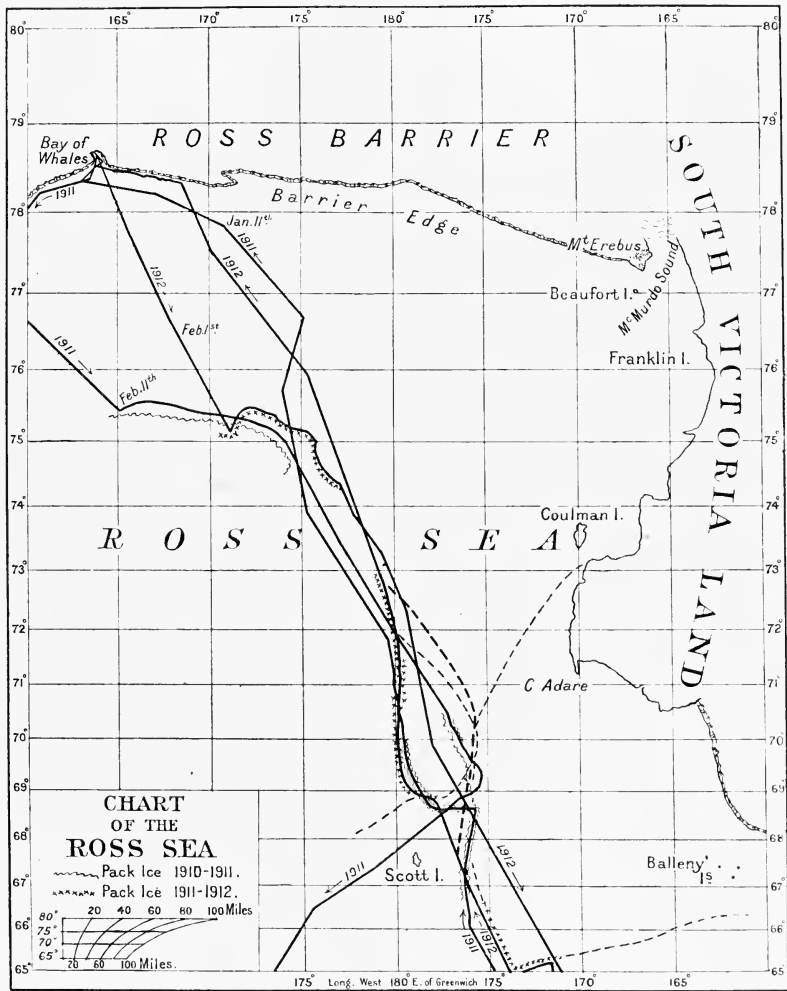 165° 170° 175° 180° 175° 170° 165°
80° 80°
79° 79°
ROSS BARRIER
Bay of
Whales
SOUTH VICTORIA LAND
1911
78° 78°
Barrier Edge
Jan. 11th
1911
1912
Mt Erebus
McMurdo Sound
77° 77°
Beaufort I.
1912
Feb. 1st
Franklin I.
1911
76° 76°
Feb. 11th
75° 75°
74° 74°
Coulman I.
ROSS SEA
73° 73°
72° 72°
C Adare
71° 71°
70° 70°
69° 69°
CHART
OF THE
ROSS SEA
Pack Ice 1910-1911.
Pack Ice 1911-1912.
80° 20 40 60 80 100 Miles
75°
70°
65°
20 60 100 Miles.
68° 68°
1911
1912
Scott I.
Balleny
Is
67° 67°
66° 66°
1911
1912
65° 65°
175° Long. West 180 E. of Greenwich 175° 170° 165°